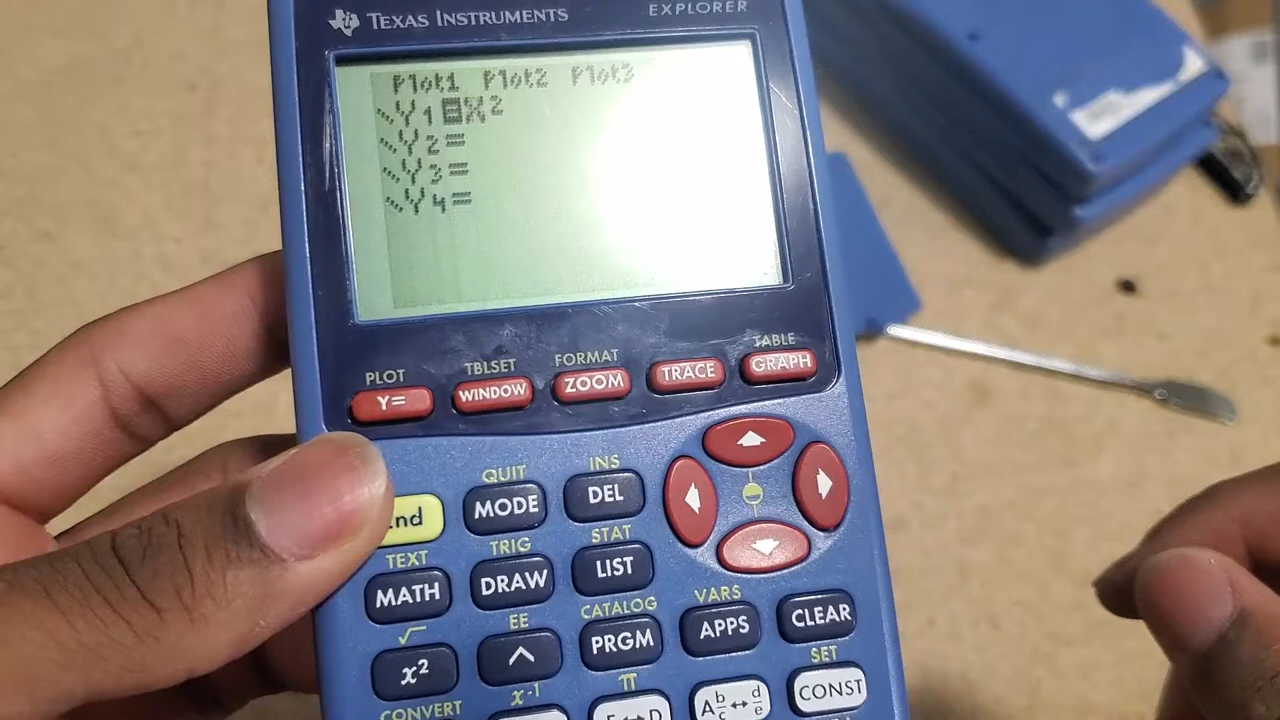 TEXAS INSTRUMENTS EXPLORER
Plot1 Plot2 Plot3
\Y1=X²
\Y2=
\Y3=
\Y4=
PLOT TBLSET FORMAT TABLE
Y= WINDOW ZOOM TRACE GRAPH
QUIT INS
nd MODE DEL
TEXT TRIG STAT
MATH DRAW LIST
√ EE CATALOG VARS
x² ^ PRGM APPS CLEAR
CONVERT x-1 π SET
A b/c ↔ d/e CONST